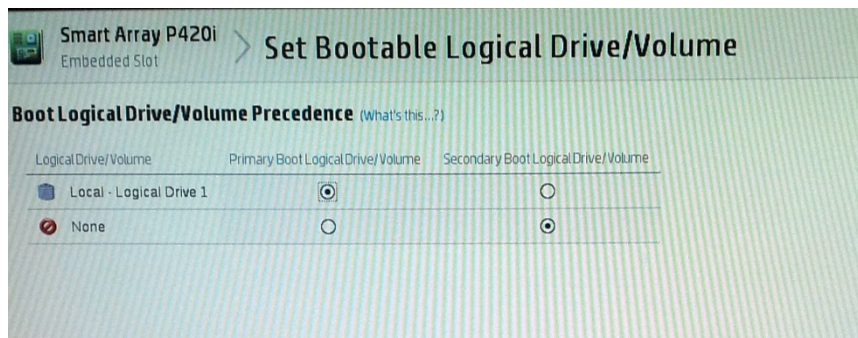 Smart Array P420i
Embedded Slot
Set Bootable Logical Drive/Volume
Boot Logical Drive/Volume Precedence (What's this...?)
Logical Drive/Volume Primary Boot Logical Drive/Volume Secondary Boot Logical Drive/Volume
Local - Logical Drive 1
None